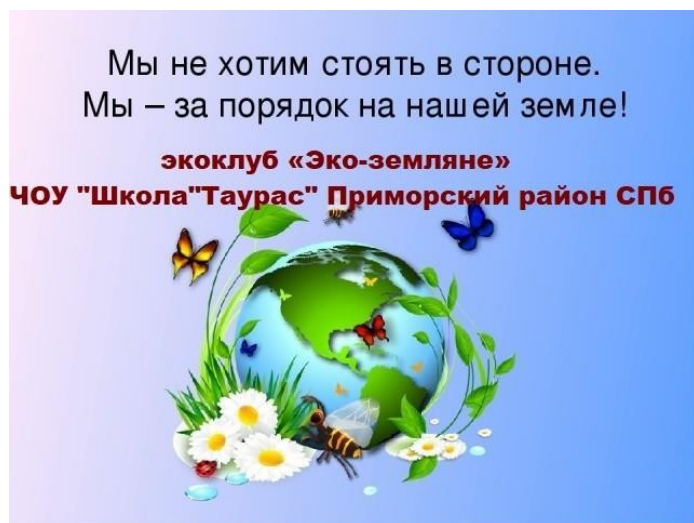 Мы не хотим стоять в стороне.
Мы – за порядок на нашей земле!
экоклуб «Эко-земляне»
ЧОУ "Школа"Таурас" Приморский район СПб